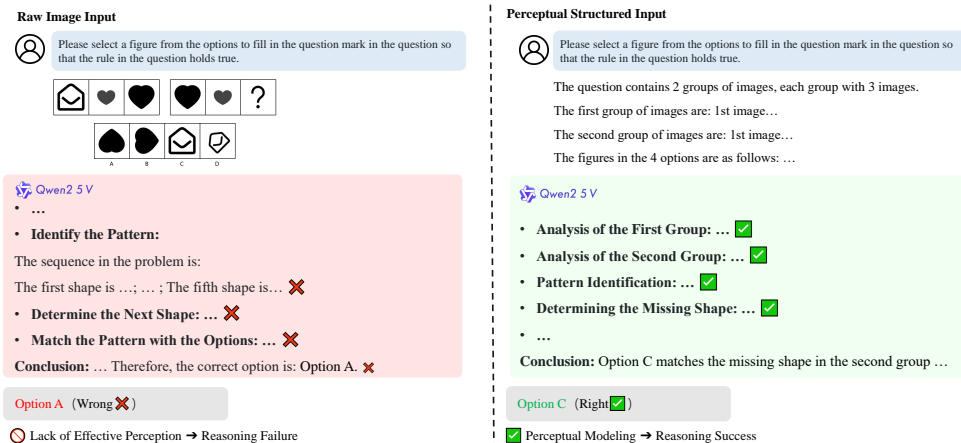 Raw Image Input
Please select a figure from the options to fill in the question mark in the question so
that the rule in the question holds true.
?
A B C D
Qwen2 5 V
• ...
• Identify the Pattern:
The sequence in the problem is:
The first shape is …; … ; The fifth shape is… ❌
• Determine the Next Shape: … ❌
• Match the Pattern with the Options: … ❌
Conclusion: … Therefore, the correct option is: Option A. ❌
Option A (Wrong ❌ )
🚫 Lack of Effective Perception ➔ Reasoning Failure
Perceptual Structured Input
Please select a figure from the options to fill in the question mark in the question so
that the rule in the question holds true.
The question contains 2 groups of images, each group with 3 images.
The first group of images are: 1st image…
The second group of images are: 1st image…
The figures in the 4 options are as follows: …
Qwen2 5 V
• Analysis of the First Group: … ✅
• Analysis of the Second Group: … ✅
• Pattern Identification: … ✅
• Determining the Missing Shape: … ✅
• ...
Conclusion: Option C matches the missing shape in the second group …
Option C (Right ✅ )
✅ Perceptual Modeling ➔ Reasoning Success